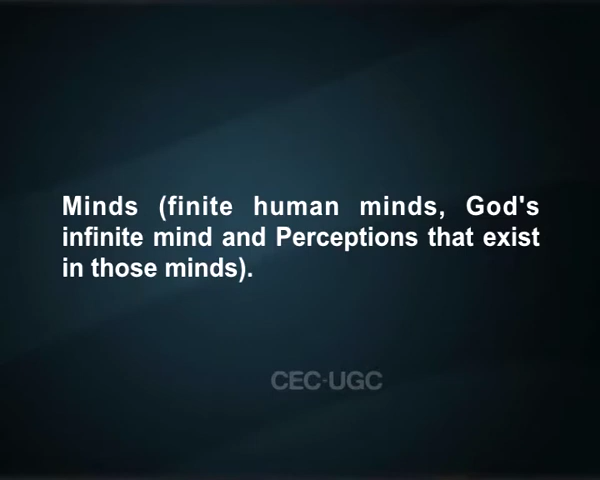 Minds (finite human minds, God's
infinite mind and Perceptions that exist
in those minds).
CEC-UGC